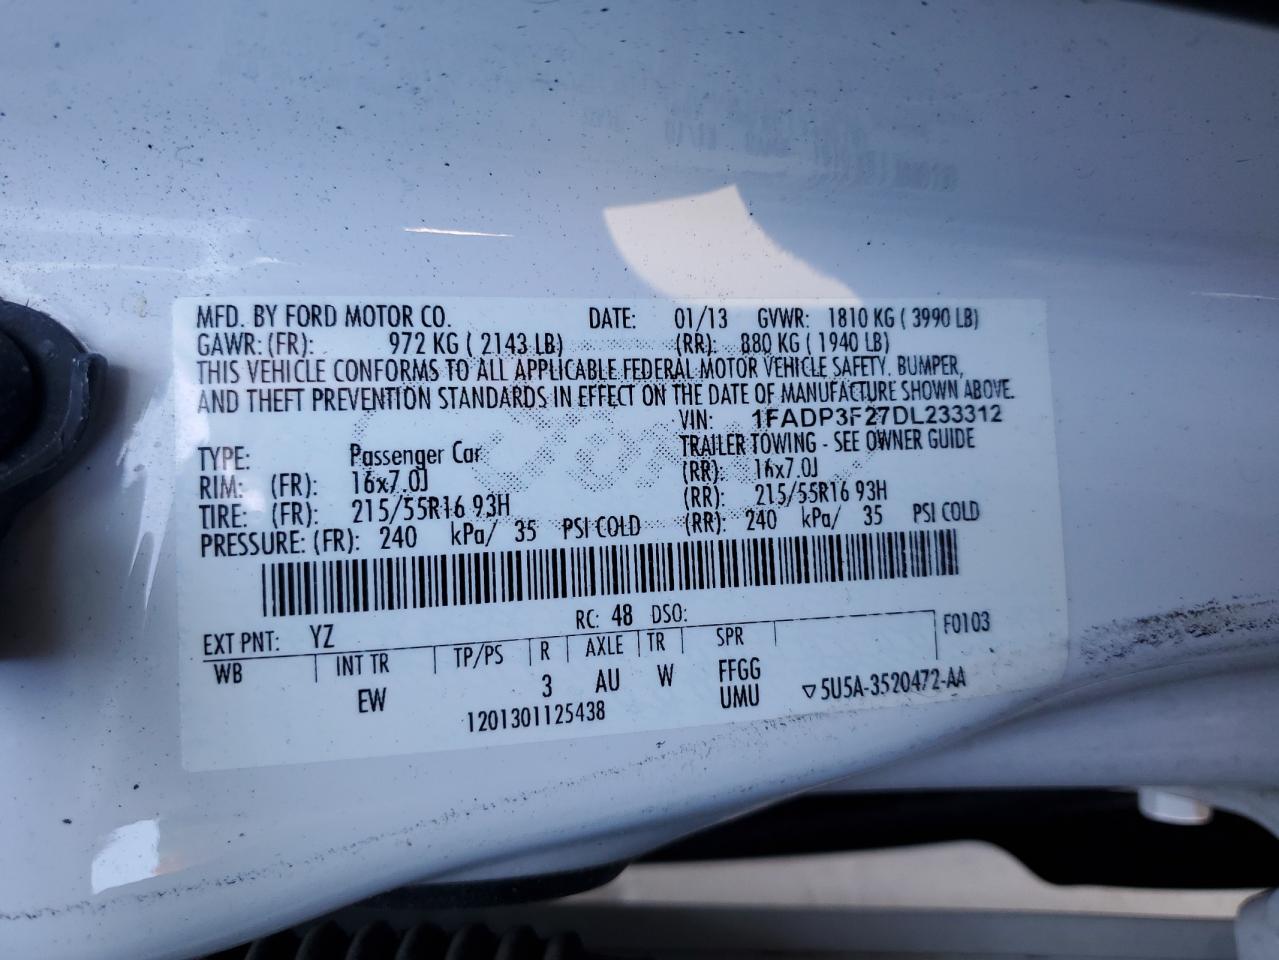 MFD. BY FORD MOTOR CO. DATE: 01/13 GVWR: 1810 KG ( 3990 LB)
GAWR: (FR): 972 KG ( 2143 LB) (RR): 880 KG ( 1940 LB)
THIS VEHICLE CONFORMS TO ALL APPLICABLE FEDERAL MOTOR VEHICLE SAFETY, BUMPER,
AND THEFT PREVENTION STANDARDS IN EFFECT ON THE DATE OF MANUFACTURE SHOWN ABOVE.
VIN: 1FADP3F27DL233312
TYPE: Passenger Car TRAILER TOWING - SEE OWNER GUIDE
RIM: (FR): 16x7.0J (RR): 16x7.0J
TIRE: (FR): 215/55R16 93H (RR): 215/55R16 93H
PRESSURE: (FR): 240 kPa/ 35 PSI COLD (RR): 240 kPa/ 35 PSI COLD
EXT PNT: YZ RC: 48 DSO: F0103
WB INT TR TP/PS R AXLE TR SPR
EW 3 AU W FFGG
UMU
1201301125438 ▽5U5A-3520472-AA